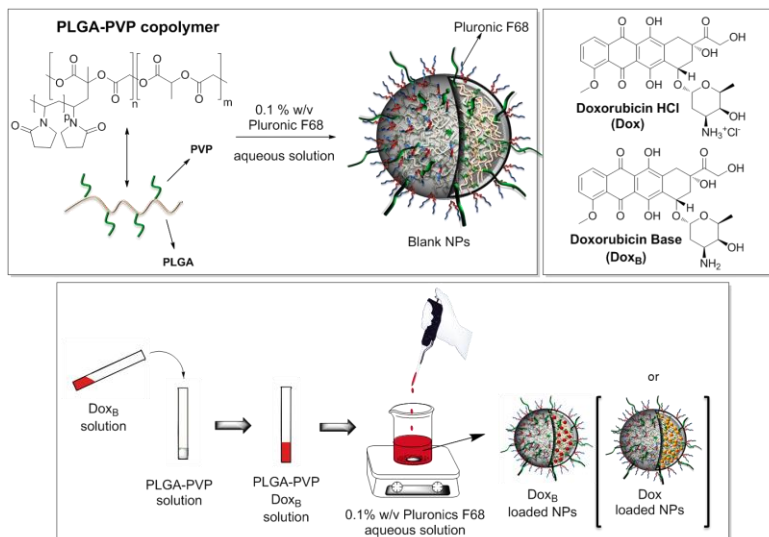 PLGA-PVP copolymer
O
O
O
O
O
O
O
O
n
m
N
p
N
O
O
PVP
PLGA
0.1 % w/v
Pluronic F68
aqueous solution
Pluronic F68
Blank NPs
O
OH
O
OH
OH
O
O
OH
H
O
O
OH
NH3+Cl-
Doxorubicin HCl
(Dox)
O
OH
O
OH
OH
O
O
OH
H
O
O
OH
NH2
Doxorubicin Base
(DoxB)
DoxB
solution
PLGA-PVP
solution
PLGA-PVP
DoxB
solution
0.1% w/v Pluronics F68
aqueous solution
DoxB
loaded NPs
or
Dox
loaded NPs